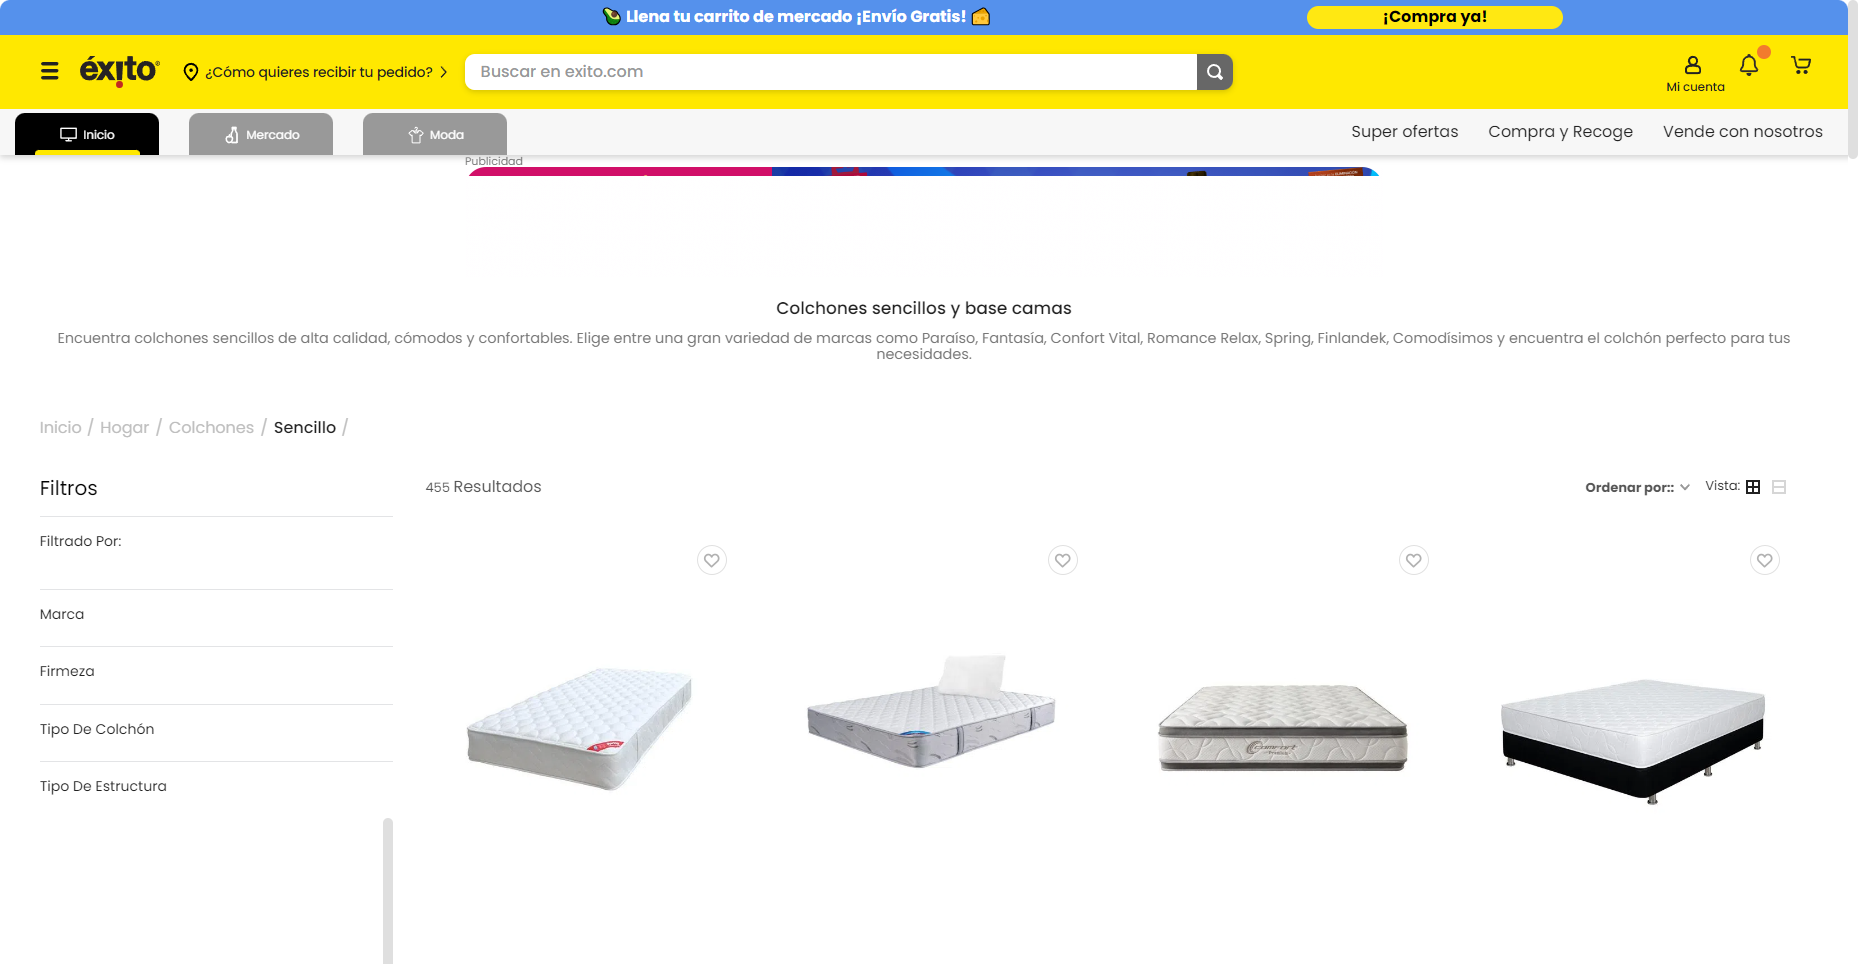 Llena tu carrito de mercado ¡Envío Gratis!
¡Compra ya!
éxito
¿Cómo quieres recibir tu pedido?
Buscar en exito.com
Mi cuenta
Inicio
Mercado
Moda
Super ofertas
Compra y Recoge
Vende con nosotros
Publicidad
Colchones sencillos y base camas
Encuentra colchones sencillos de alta calidad, cómodos y confortables. Elige entre una gran variedad de marcas como Paraíso, Fantasía, Confort Vital, Romance Relax, Spring, Finlandek, Comodísimos y encuentra el colchón perfecto para tus
necesidades.
Inicio / Hogar / Colchones / Sencillo /
Filtros
455 Resultados
Ordenar por::
Vista:
Filtrado Por:
Marca
Firmeza
Tipo De Colchón
Tipo De Estructura